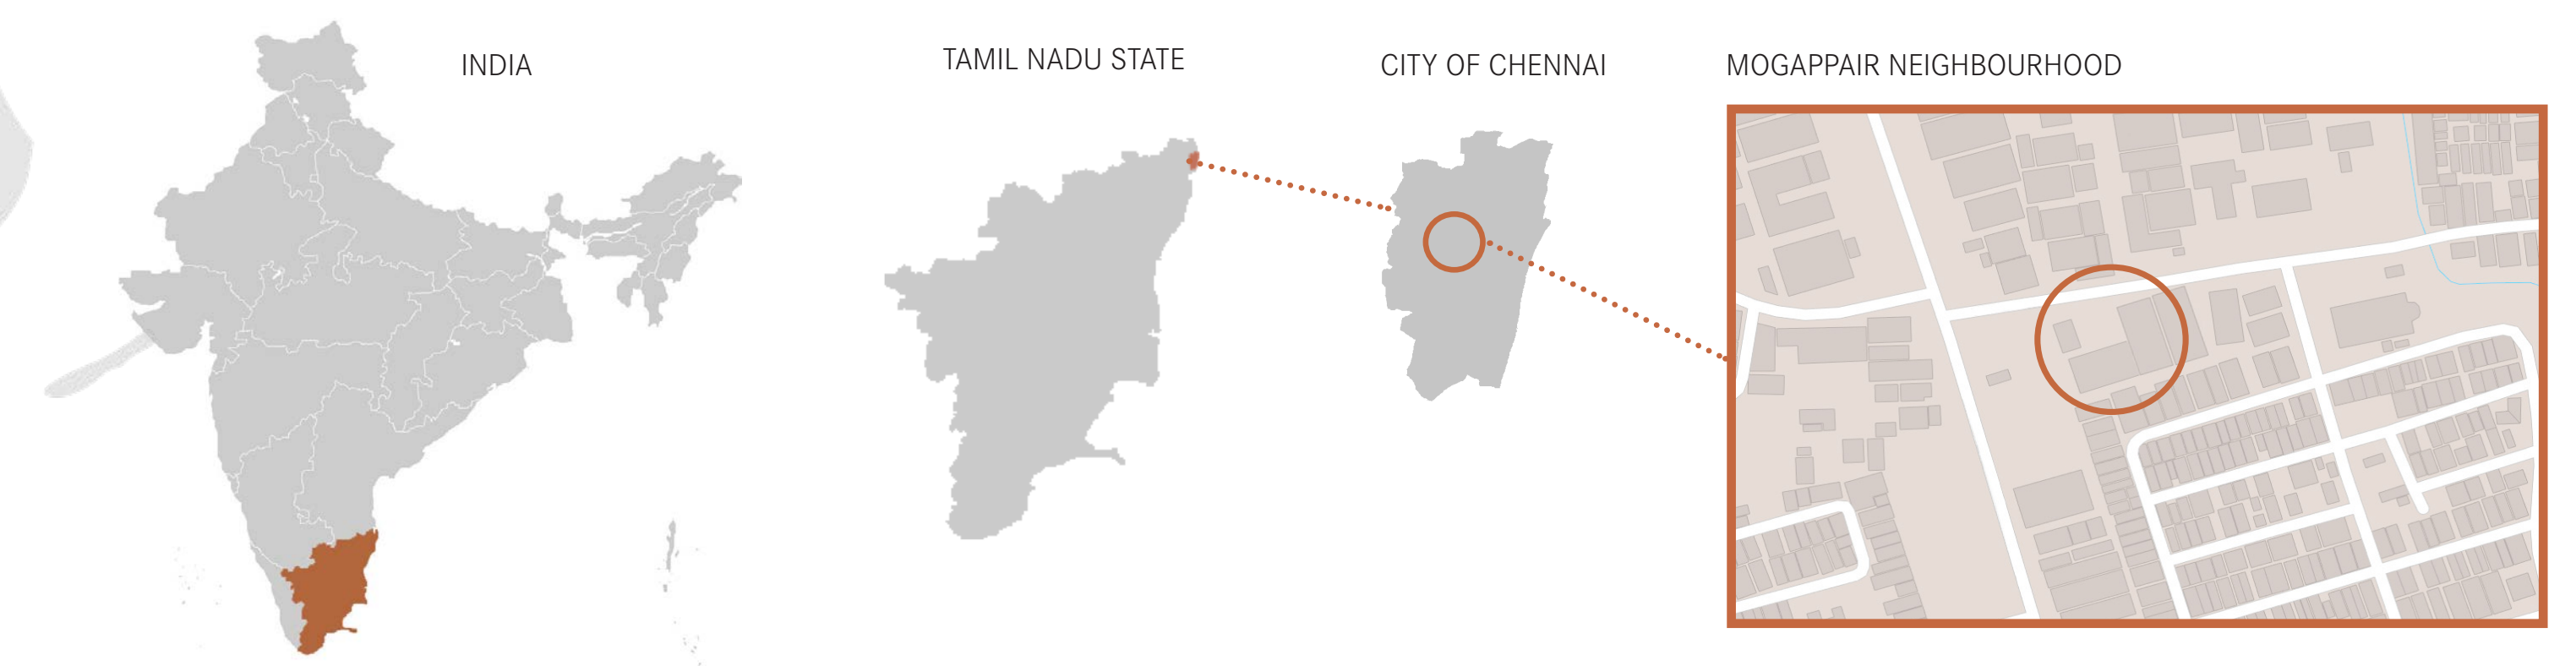 INDIA
TAMIL NADU STATE
CITY OF CHENNAI
MOGAPPAIR NEIGHBOURHOOD